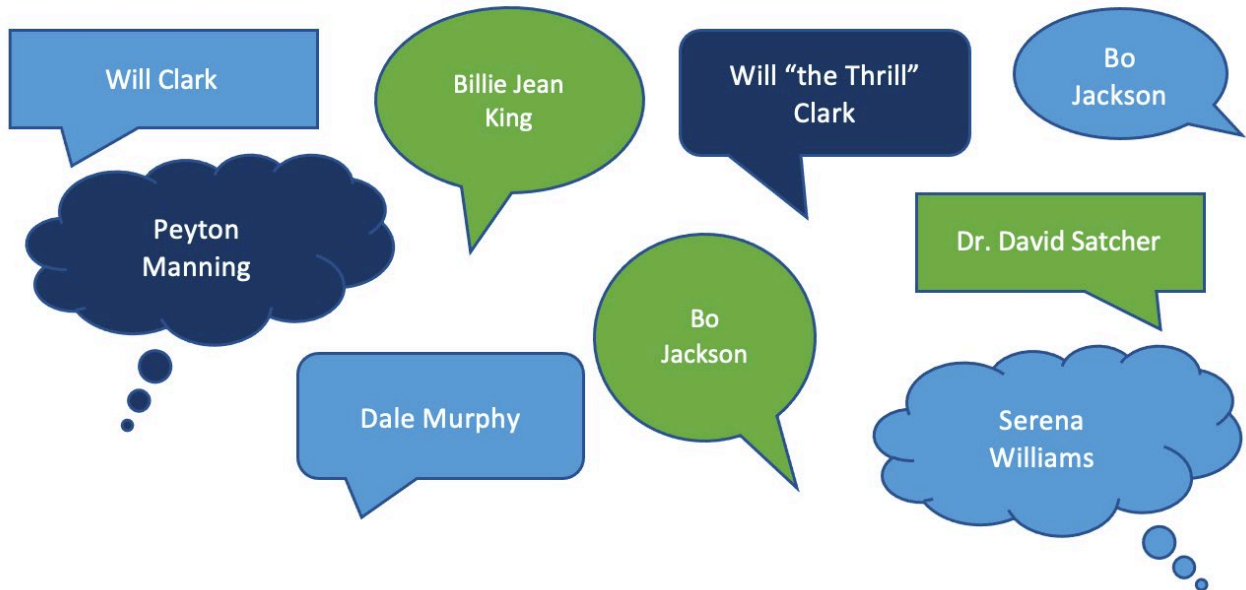 Will Clark
Billie Jean
King
Will “the Thrill”
Clark
Bo
Jackson
Peyton
Manning
Dr. David Satcher
Bo
Jackson
Dale Murphy
Serena
Williams